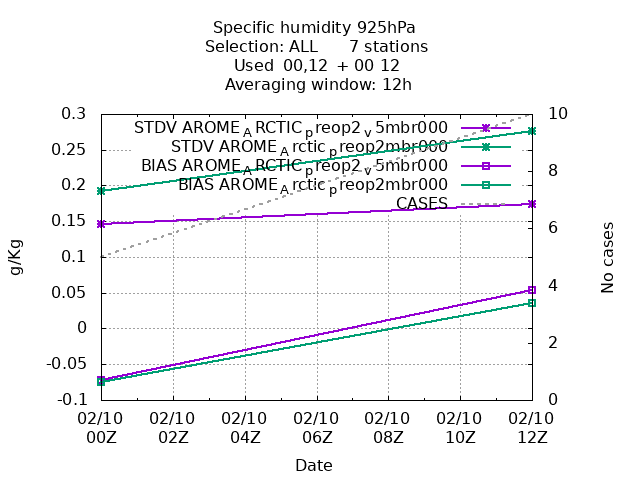 Specific humidity 925hPa
Selection: ALL 7 stations
Used 00,12 + 00 12
Averaging window: 12h
STDV AROME_ARCTIC_preop2_v5mbr000
STDV AROME_Arctic_preop2mbr000
BIAS AROME_ARCTIC_preop2_v5mbr000
BIAS AROME_Arctic_preop2mbr000
CASES
0.3
0.25
0.2
0.15
0.1
0.05
0
-0.05
-0.1
g/Kg
10
8
6
4
2
0
No cases
02/10 02/10 02/10 02/10 02/10 02/10 02/10
00Z 02Z 04Z 06Z 08Z 10Z 12Z
Date